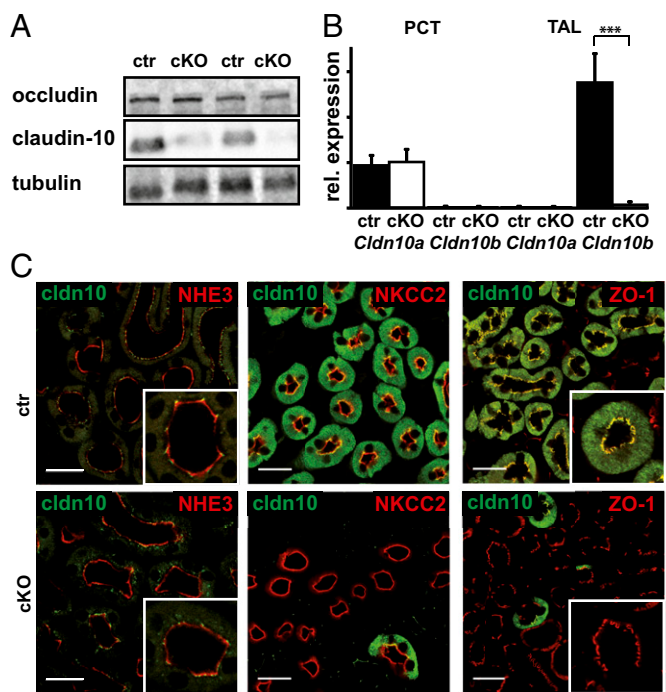 A
ctr cKO ctr cKO
occludin
claudin-10
tubulin
B
PCT TAL
***
rel. expression
ctr cKO ctr cKO ctr cKO ctr cKO
Cldn10a Cldn10b Cldn10a Cldn10b
C
ctr
cldn10 NHE3 cldn10 NKCC2 cldn10 ZO-1
cKO
cldn10 NHE3 cldn10 NKCC2 cldn10 ZO-1